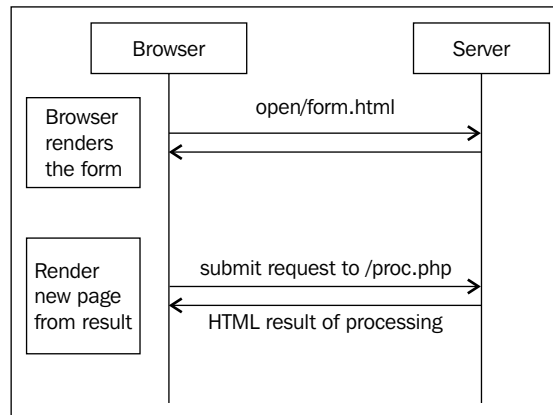 Browser
Server
open/form.html
Browser
renders
the form
submit request to /proc.php
Render
new page
from result
HTML result of processing